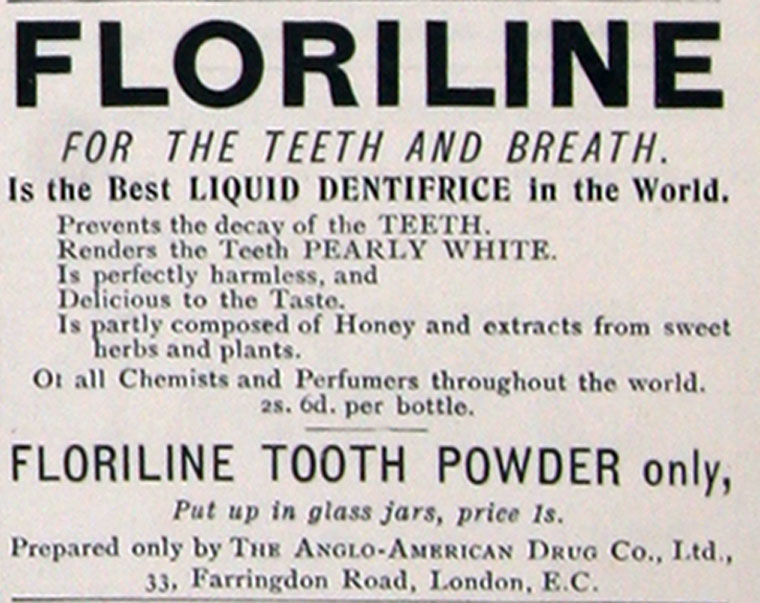 FLORILINE
FOR THE TEETH AND BREATH.
Is the Best LIQUID DENTIFRICE in the World.
Prevents the decay of the TEETH.
Renders the Teeth PEARLY WHITE.
Is perfectly harmless, and
Delicious to the Taste.
Is partly composed of Honey and extracts from sweet
herbs and plants.
Of all Chemists and Perfumers throughout the world.
2s. 6d. per bottle.
FLORILINE TOOTH POWDER only,
Put up in glass jars, price 1s.
Prepared only by THE ANGLO-AMERICAN DRUG Co., Ltd.,
33, Farringdon Road, London, E.C.